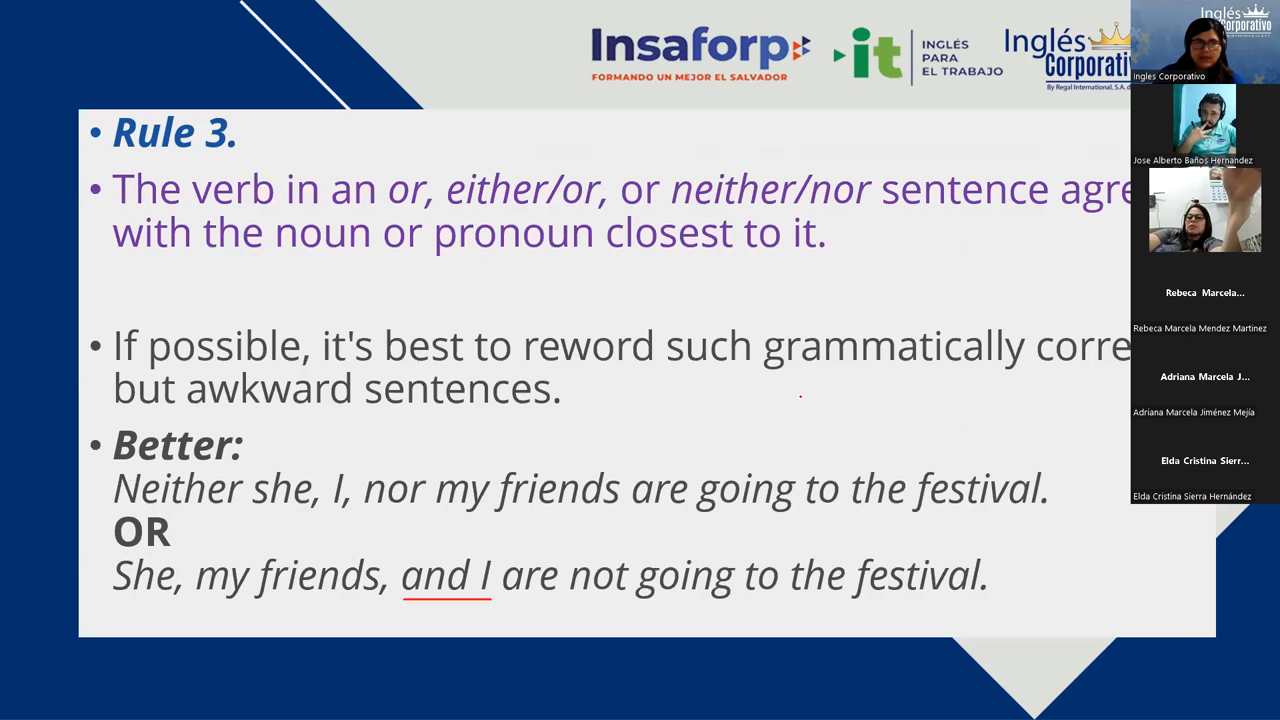 Insaforp
FORMANDO UN MEJOR EL SALVADOR
it
INGLÉS
PARA
EL TRABAJO
Inglés
Corporativ
By Regal International, S.A. d
• Rule 3.
• The verb in an or, either/or, or neither/nor sentence agre
with the noun or pronoun closest to it.
• If possible, it's best to reword such grammatically corre
but awkward sentences.
• Better:
Neither she, I, nor my friends are going to the festival.
OR
She, my friends, and I are not going to the festival.
Inglés
Corporativo
Ingles Corporativo
Jose Alberto Baños Hernandez
Rebeca Marcela...
Rebeca Marcela Mendez Martinez
Adriana Marcela J...
Adriana Marcela Jiménez Mejía
Elda Cristina Sierr...
Elda Cristina Sierra Hernández